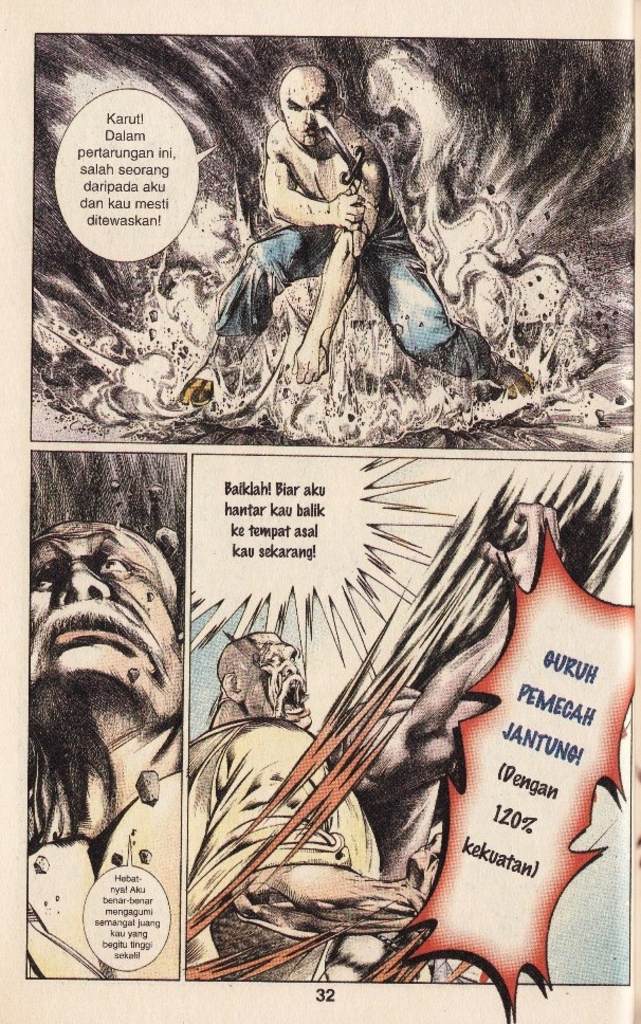 Karut!
Dalam
pertarungan ini,
salah seorang
daripada aku
dan kau mesti
ditewaskan!
Hebat-
nya! Aku
benar-benar
mengagumi
semangat juang
kau yang
begitu tinggi
sekali!
Baiklah! Biar aku
hantar kau balik
ke tempat asal
kau sekarang!
GURUH
PEMECAH
JANTUNG!
(Dengan
120%
kekuatan)
32